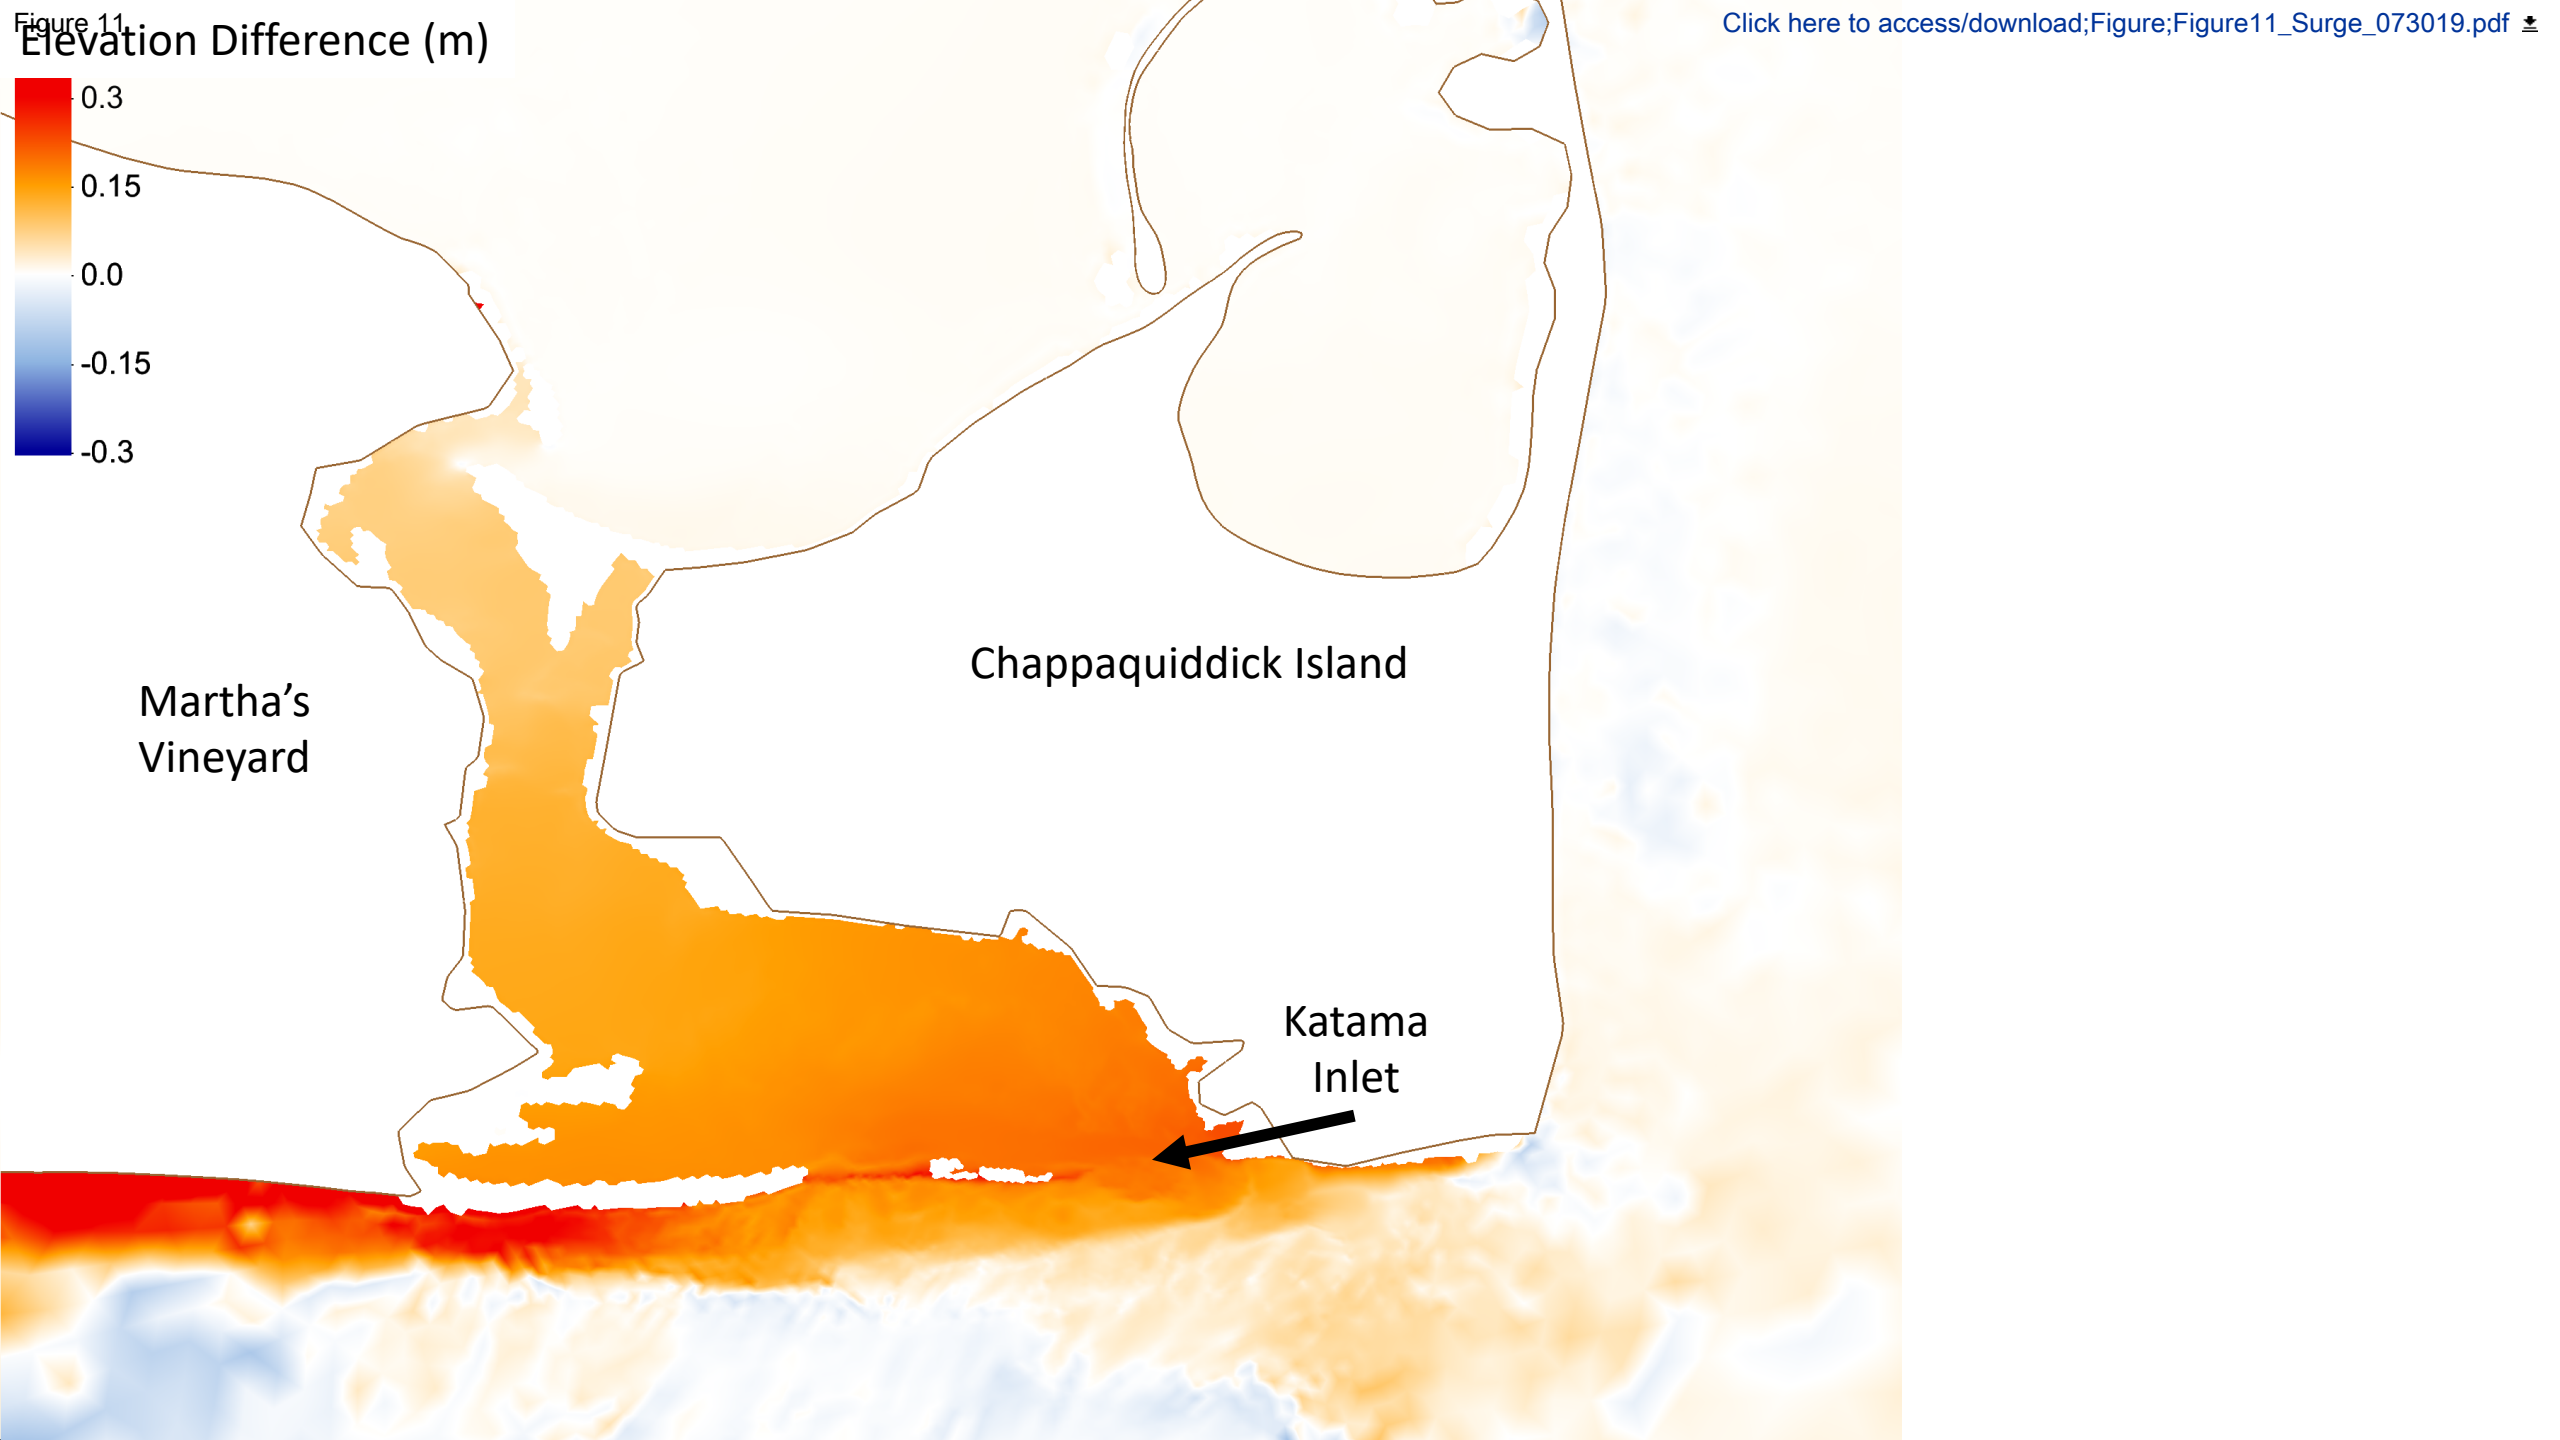 Figure 11
Click here to access/download;Figure;Figure11_Surge_073019.pdf
Elevation Difference (m)
0.3
0.15
0.0
-0.15
-0.3
Chappaquiddick Island
Martha’s
Vineyard
Katama
Inlet